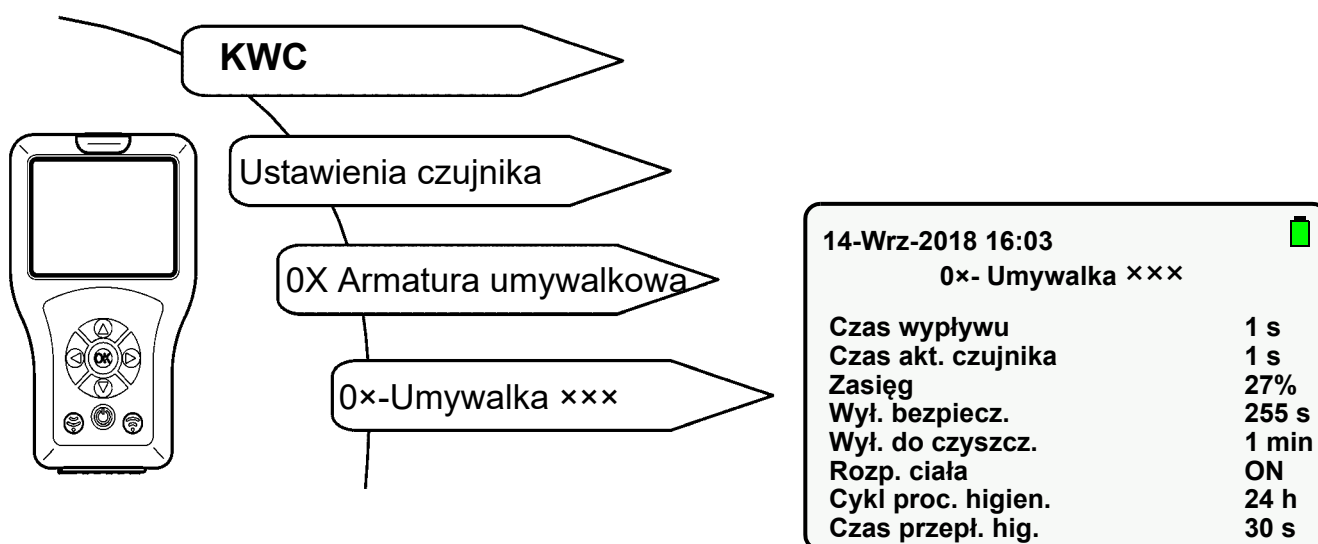 KWC
Ustawienia czujnika
0X Armatura umywalkowa
0×-Umywalka ×××
OK
14-Wrz-2018 16:03
0×- Umywalka ×××
Czas wypływu 1 s
Czas akt. czujnika 1 s
Zasięg 27%
Wył. bezpiecz. 255 s
Wył. do czyszcz. 1 min
Rozp. ciała ON
Cykl proc. higien. 24 h
Czas przepł. hig. 30 s